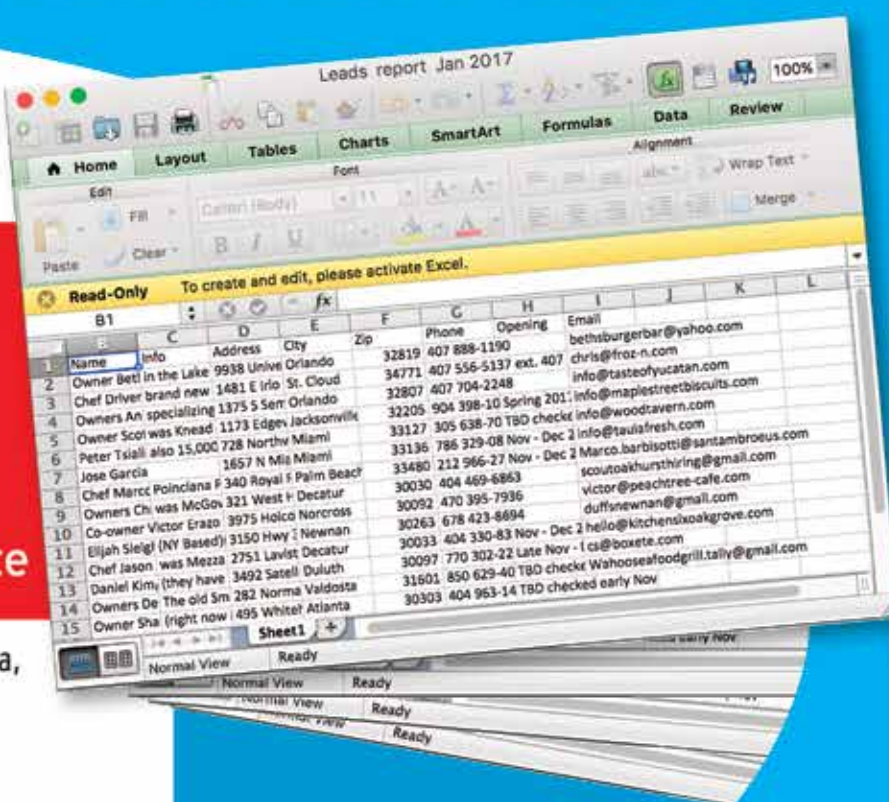 Leads report Jan 2017
100%
Home Layout Tables Charts SmartArt Formulas Data Review
Edit Font Alignment
Fill Calibri (Body) 11 A A abc Wrap Text
Paste Clear B I U A Merge
Read-Only To create and edit, please activate Excel.
B1 fx
B C D E F G H I J K L
1 Name Info Address City Zip Phone Opening Email
2 Owner Betl in the Lake 9938 Unive Orlando 32819 407 888-1190 bethsburgerbar@yahoo.com
3 Chef Driver brand new 1481 E Irlo St. Cloud 34771 407 556-5137 ext. 407 chris@froz-n.com
4 Owners An specializing 1375 S Sem Orlando 32807 407 704-2248 info@tasteofyucatan.com
5 Owner Scot was Knead 1173 Edgev Jacksonville 32205 904 398-10 Spring 201 info@maplestreetbiscuits.com
6 Peter Tsiali also 15,000 728 Northv Miami 33127 305 638-70 TBD checke info@woodtavern.com
7 Jose Garcia 1657 N Mia Miami 33136 786 329-08 Nov - Dec 2 info@taulafresh.com
8 Chef Marcc Poinciana P 340 Royal F Palm Beach 33480 212 966-27 Nov - Dec 2 Marco.barbisotti@santambroeus.com
9 Owners Ch was McGov 321 West H Decatur 30030 404 469-6863 scoutoakhursthiring@gmail.com
10 Co-owner Victor Erazo 3975 Holco Norcross 30092 470 395-7936 victor@peachtree-cafe.com
11 Elijah Sleigl (NY Based) 3150 Hwy Newnan 30263 678 423-8694 duffsnewnan@gmail.com
12 Chef Jason was Mezza 2751 Lavist Decatur 30033 404 330-83 Nov - Dec 2 hello@kitchensixoakgrove.com
13 Daniel Kim, (they have 3492 Satell Duluth 30097 770 302-22 Late Nov - I cs@boxete.com
14 Owners De The old Sm 282 Norma Valdosta 31601 850 629-40 TBD checke Wahooseafoodgrill.tally@gmail.com
15 Owner Sha (right now 495 Whiteh Atlanta 30303 404 963-14 TBD checked early Nov
Sheet1 +
Normal View Ready
early Nov
Normal View Ready
Normal View Ready
Normal View Ready
a,